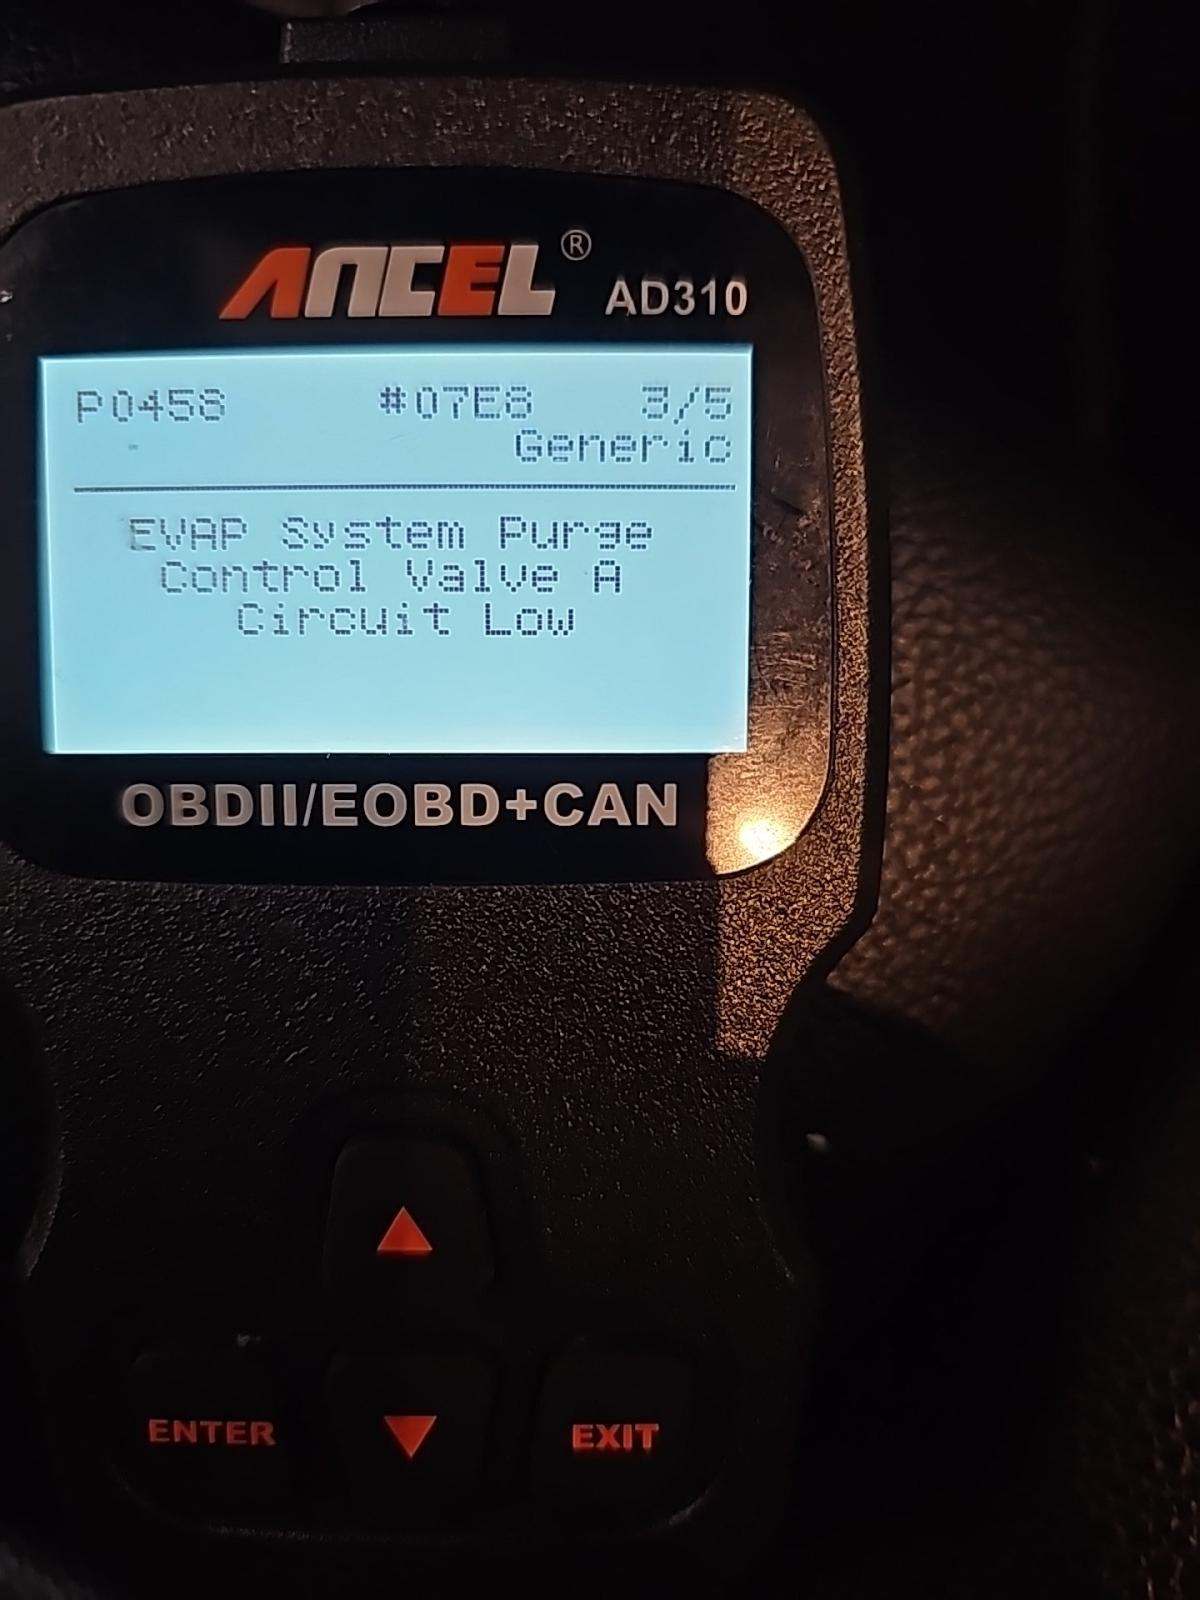 ANCEL® AD310
P0458 #07E8 3/5
Generic
EVAP System Purge
Control Valve A
Circuit Low
OBDII/EOBD+CAN
ENTER EXIT